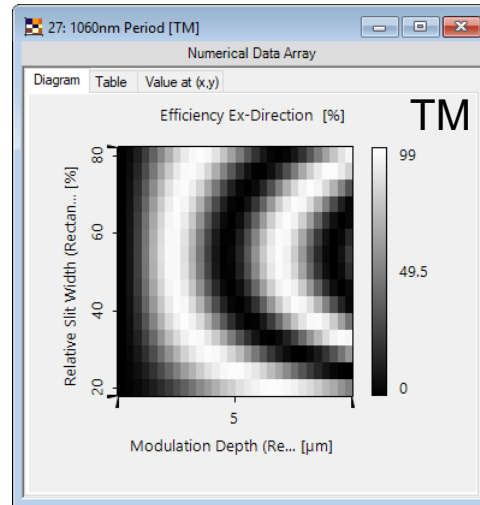 27: 1060nm Period [TM]
Numerical Data Array
Diagram Table Value at (x,y)
Efficiency Ex-Direction [%]
TM
Relative Slit Width (Rectan... [%]
80
60
40
20
99
49.5
0
5
Modulation Depth (Re... [µm]